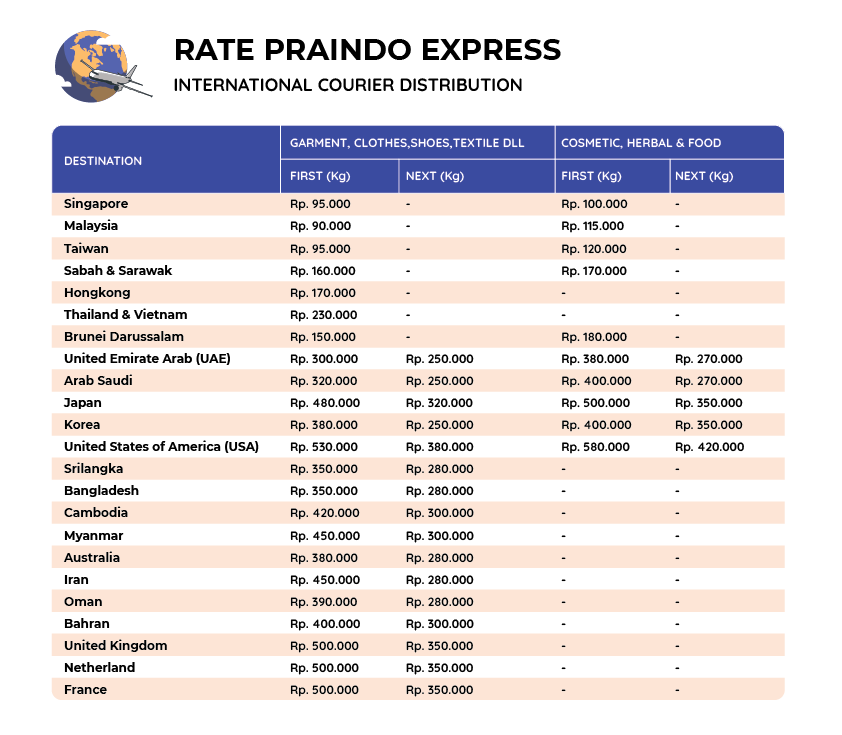 RATE PRAINDO EXPRESS
INTERNATIONAL COURIER DISTRIBUTION
DESTINATION
GARMENT, CLOTHES,SHOES,TEXTILE DLL COSMETIC, HERBAL & FOOD
FIRST (Kg) NEXT (Kg) FIRST (Kg) NEXT (Kg)
Singapore Rp. 95.000 - Rp. 100.000 -
Malaysia Rp. 90.000 - Rp. 115.000 -
Taiwan Rp. 95.000 - Rp. 120.000 -
Sabah & Sarawak Rp. 160.000 - Rp. 170.000 -
Hongkong Rp. 170.000 - - -
Thailand & Vietnam Rp. 230.000 - - -
Brunei Darussalam Rp. 150.000 - Rp. 180.000 -
United Emirate Arab (UAE) Rp. 300.000 Rp. 250.000 Rp. 380.000 Rp. 270.000
Arab Saudi Rp. 320.000 Rp. 250.000 Rp. 400.000 Rp. 270.000
Japan Rp. 480.000 Rp. 320.000 Rp. 500.000 Rp. 350.000
Korea Rp. 380.000 Rp. 250.000 Rp. 400.000 Rp. 350.000
United States of America (USA) Rp. 530.000 Rp. 380.000 Rp. 580.000 Rp. 420.000
Srilangka Rp. 350.000 Rp. 280.000 - -
Bangladesh Rp. 350.000 Rp. 280.000 - -
Cambodia Rp. 420.000 Rp. 300.000 - -
Myanmar Rp. 450.000 Rp. 300.000 - -
Australia Rp. 380.000 Rp. 280.000 - -
Iran Rp. 450.000 Rp. 280.000 - -
Oman Rp. 390.000 Rp. 280.000 - -
Bahran Rp. 400.000 Rp. 300.000 - -
United Kingdom Rp. 500.000 Rp. 350.000 - -
Netherland Rp. 500.000 Rp. 350.000 - -
France Rp. 500.000 Rp. 350.000 - -